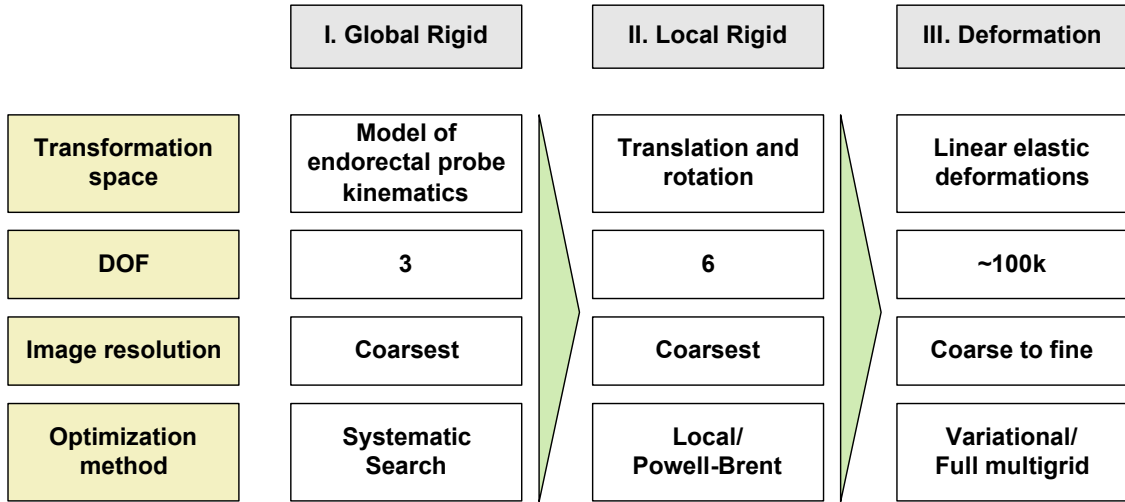 I. Global Rigid
II. Local Rigid
III. Deformation
Transformation
space
Model of
endorectal probe
kinematics
Translation and
rotation
Linear elastic
deformations
DOF
3
6
~100k
Image resolution
Coarsest
Coarsest
Coarse to fine
Optimization
method
Systematic
Search
Local/
Powell-Brent
Variational/
Full multigrid